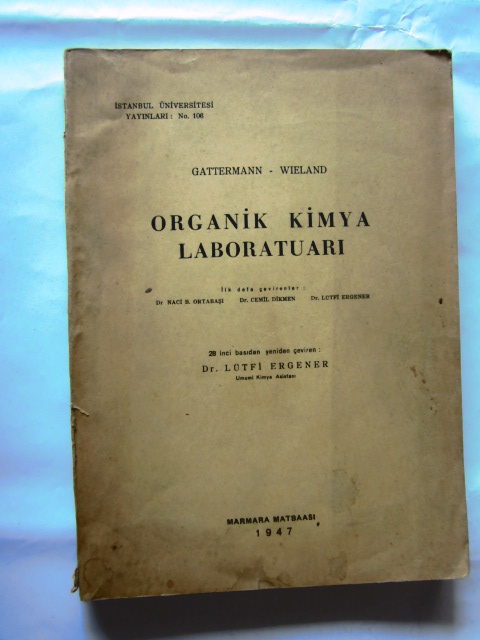 İSTANBUL ÜNİVERSİTESİ
YAYINLARI: No. 106
GATTERMANN - WIELAND
ORGANİK KİMYA
LABORATUARI
İlk defa çevirenler :
Dr NACİ B. ORTABAŞI Dr. CEMİL DİKMEN Dr. LÜTFİ ERGENER
28 inci basıdan yeniden çeviren :
Dr. LÜTFİ ERGENER
Umumî Kimya Asistanı
MARMARA MATBAASI
1947